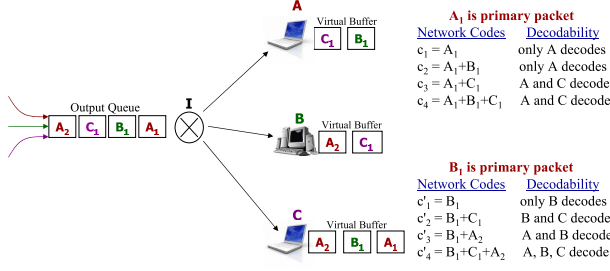 A
Virtual Buffer
C₁ B₁
Output Queue
I
A₂ C₁ B₁ A₁
B
Virtual Buffer
A₂ C₁
C
Virtual Buffer
A₂ B₁ A₁
A₁ is primary packet
Network Codes Decodability
c₁ = A₁ only A decodes
c₂ = A₁+B₁ only A decodes
c₃ = A₁+C₁ A and C decode
c₄ = A₁+B₁+C₁ A and C decode
B₁ is primary packet
Network Codes Decodability
c'₁ = B₁ only B decodes
c'₂ = B₁+C₁ B and C decode
c'₃ = B₁+A₂ A and B decode
c'₄ = B₁+C₁+A₂ A, B, C decode